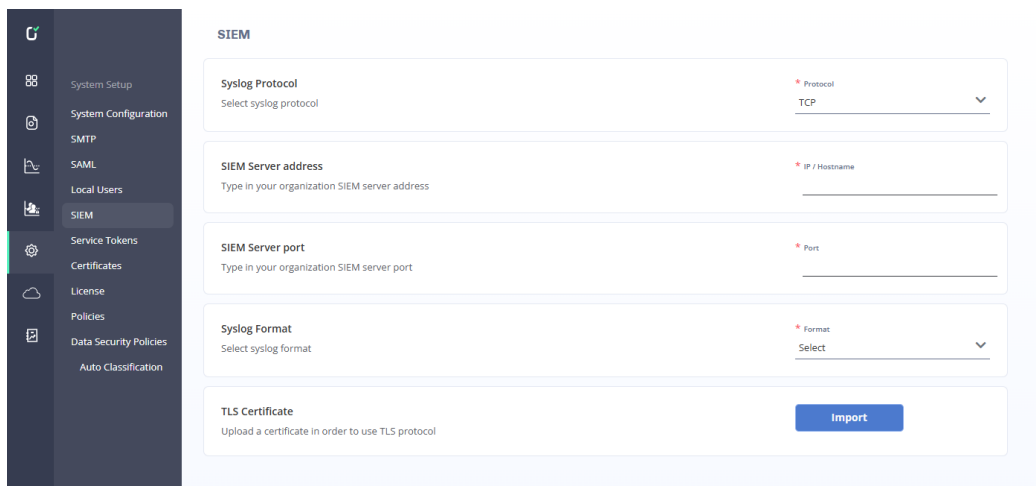 SIEM
System Setup
System Configuration
SMTP
SAML
Local Users
SIEM
Service Tokens
Certificates
License
Policies
Data Security Policies
Auto Classification
Syslog Protocol
Select syslog protocol
* Protocol
TCP
SIEM Server address
Type in your organization SIEM server address
* IP / Hostname
SIEM Server port
Type in your organization SIEM server port
* Port
Syslog Format
Select syslog format
* Format
Select
TLS Certificate
Upload a certificate in order to use TLS protocol
Import